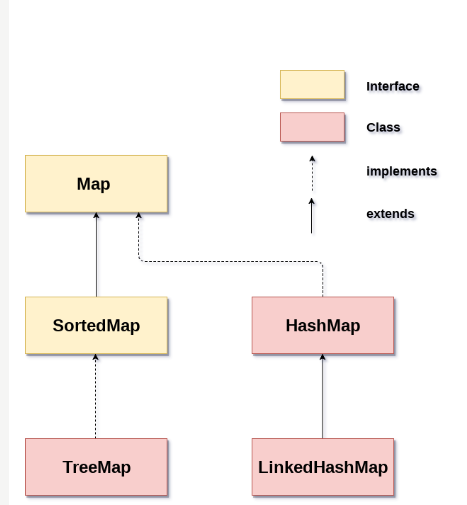 Interface
Class
implements
extends
Map
SortedMap
HashMap
TreeMap
LinkedHashMap